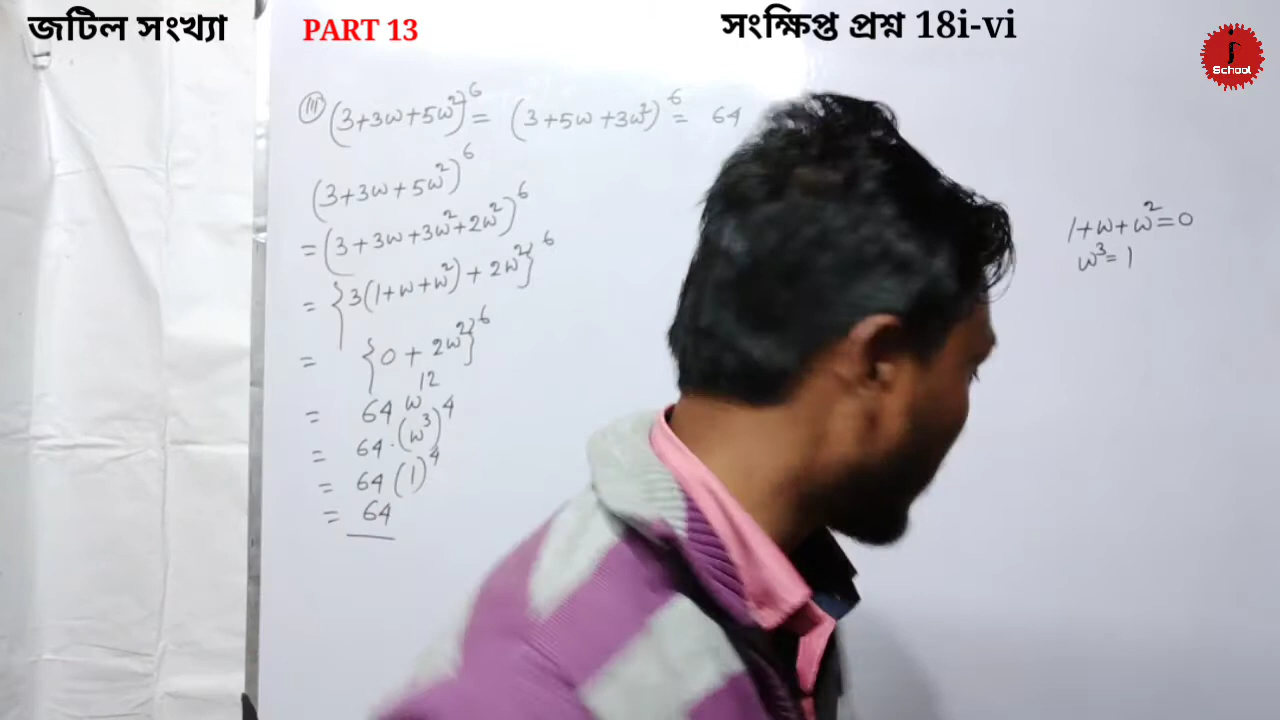 জটিল সংখ্যা PART 13 সংক্ষিপ্ত প্রশ্ন 18i-vi
School
(iii) (3+3ω+5ω²)⁶ = (3+5ω+3ω²)⁶ = 64
(3+3ω+5ω²)⁶
= (3+3ω+3ω²+2ω²)⁶
= {3(1+ω+ω²)+2ω²}⁶
= {0+2ω²}⁶
= 64 ω¹²
= 64·(ω³)⁴
= 64(1)⁴
= 64
1+ω+ω²=0
ω³=1